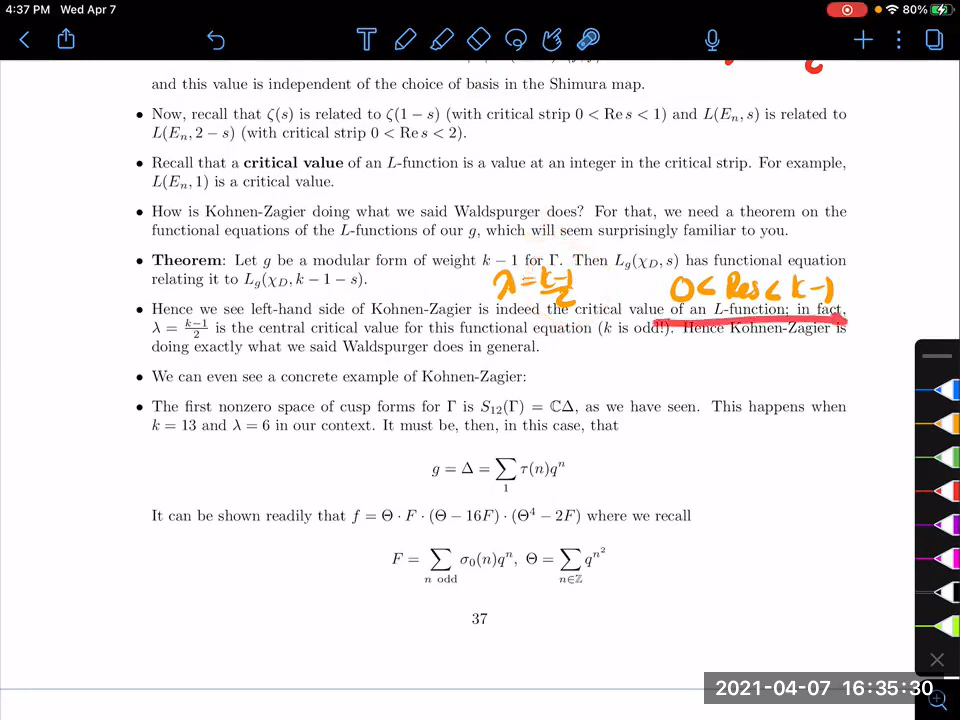 4:37 PM Wed Apr 7
80%
and this value is independent of the choice of basis in the Shimura map.
• Now, recall that ζ(s) is related to ζ(1 − s) (with critical strip 0 < Re s < 1) and L(Eₙ, s) is related to
L(Eₙ, 2 − s) (with critical strip 0 < Re s < 2).
• Recall that a critical value of an L-function is a value at an integer in the critical strip. For example,
L(Eₙ, 1) is a critical value.
• How is Kohnen-Zagier doing what we said Waldspurger does? For that, we need a theorem on the
functional equations of the L-functions of our g, which will seem surprisingly familiar to you.
• Theorem: Let g be a modular form of weight k − 1 for Γ. Then L_g(χ_D, s) has functional equation
relating it to L_g(χ_D, k − 1 − s).
λ = (k-1)/2
0 < Re s < k-1
• Hence we see left-hand side of Kohnen-Zagier is indeed the critical value of an L-function; in fact,
λ = (k−1)/2 is the central critical value for this functional equation (k is odd!). Hence Kohnen-Zagier is
doing exactly what we said Waldspurger does in general.
• We can even see a concrete example of Kohnen-Zagier:
• The first nonzero space of cusp forms for Γ is S₁₂(Γ) = ℂΔ, as we have seen. This happens when
k = 13 and λ = 6 in our context. It must be, then, in this case, that
g = Δ = ∑₁ τ(n)qⁿ
It can be shown readily that f = Θ · F · (Θ − 16F) · (Θ⁴ − 2F) where we recall
F = ∑_{n odd} σ₀(n)qⁿ, Θ = ∑_{n∈ℤ} q^{n²}
37
2021-04-07 16:35:30